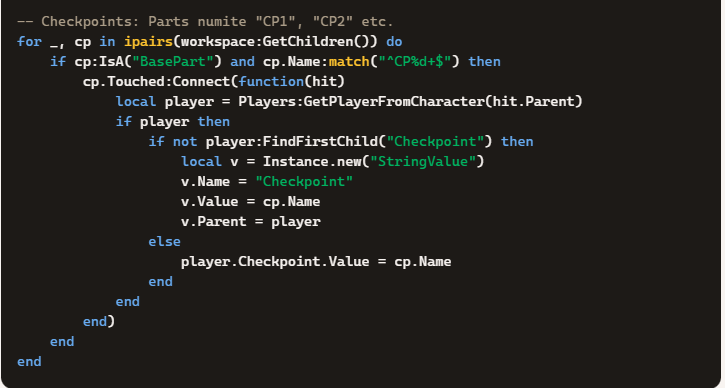 -- Checkpoints: Parts numite "CP1", "CP2" etc.
for _, cp in ipairs(workspace:GetChildren()) do
    if cp:IsA("BasePart") and cp.Name:match("^CP%d+$") then
        cp.Touched:Connect(function(hit)
            local player = Players:GetPlayerFromCharacter(hit.Parent)
            if player then
                if not player:FindFirstChild("Checkpoint") then
                    local v = Instance.new("StringValue")
                    v.Name = "Checkpoint"
                    v.Value = cp.Name
                    v.Parent = player
                else
                    player.Checkpoint.Value = cp.Name
                end
            end
        end)
    end
end